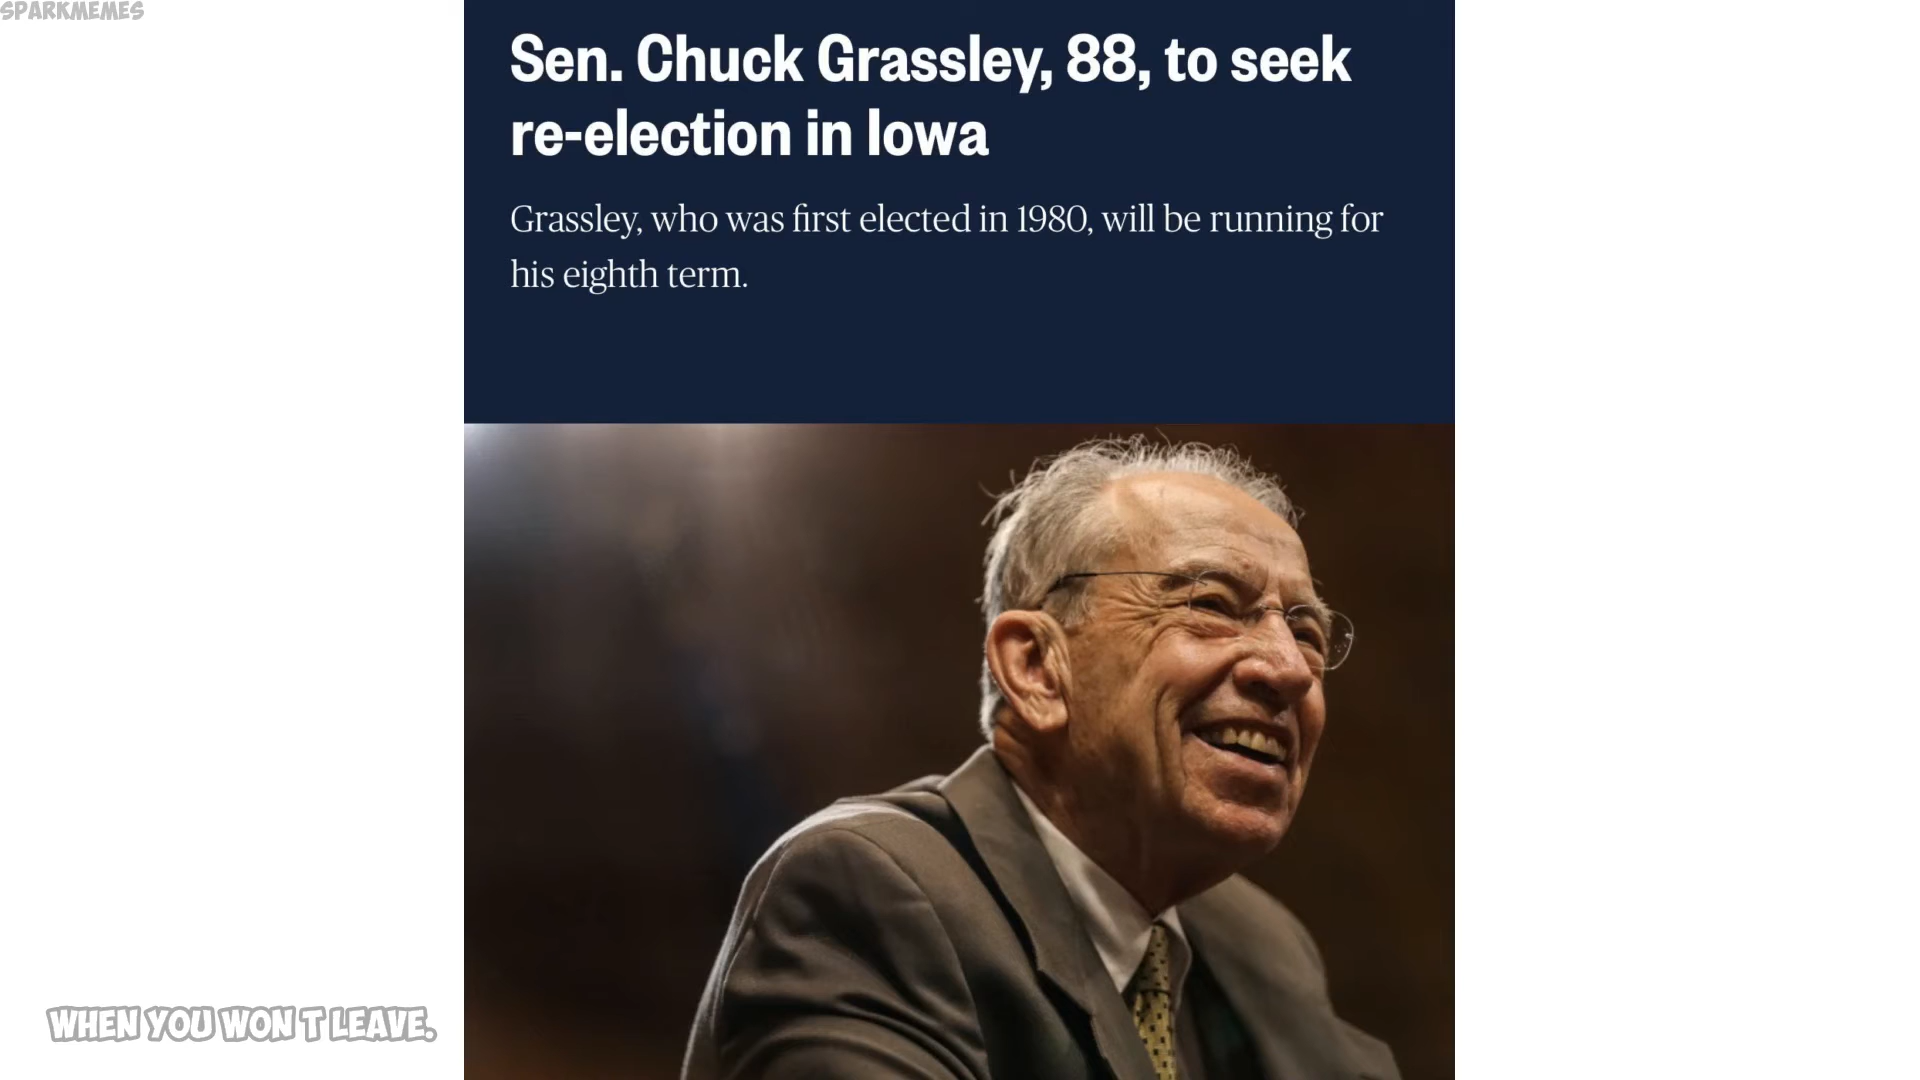 SPARKMEMES
Sen. Chuck Grassley, 88, to seek
re-election in Iowa
Grassley, who was first elected in 1980, will be running for
his eighth term.
WHEN YOU WON T LEAVE.